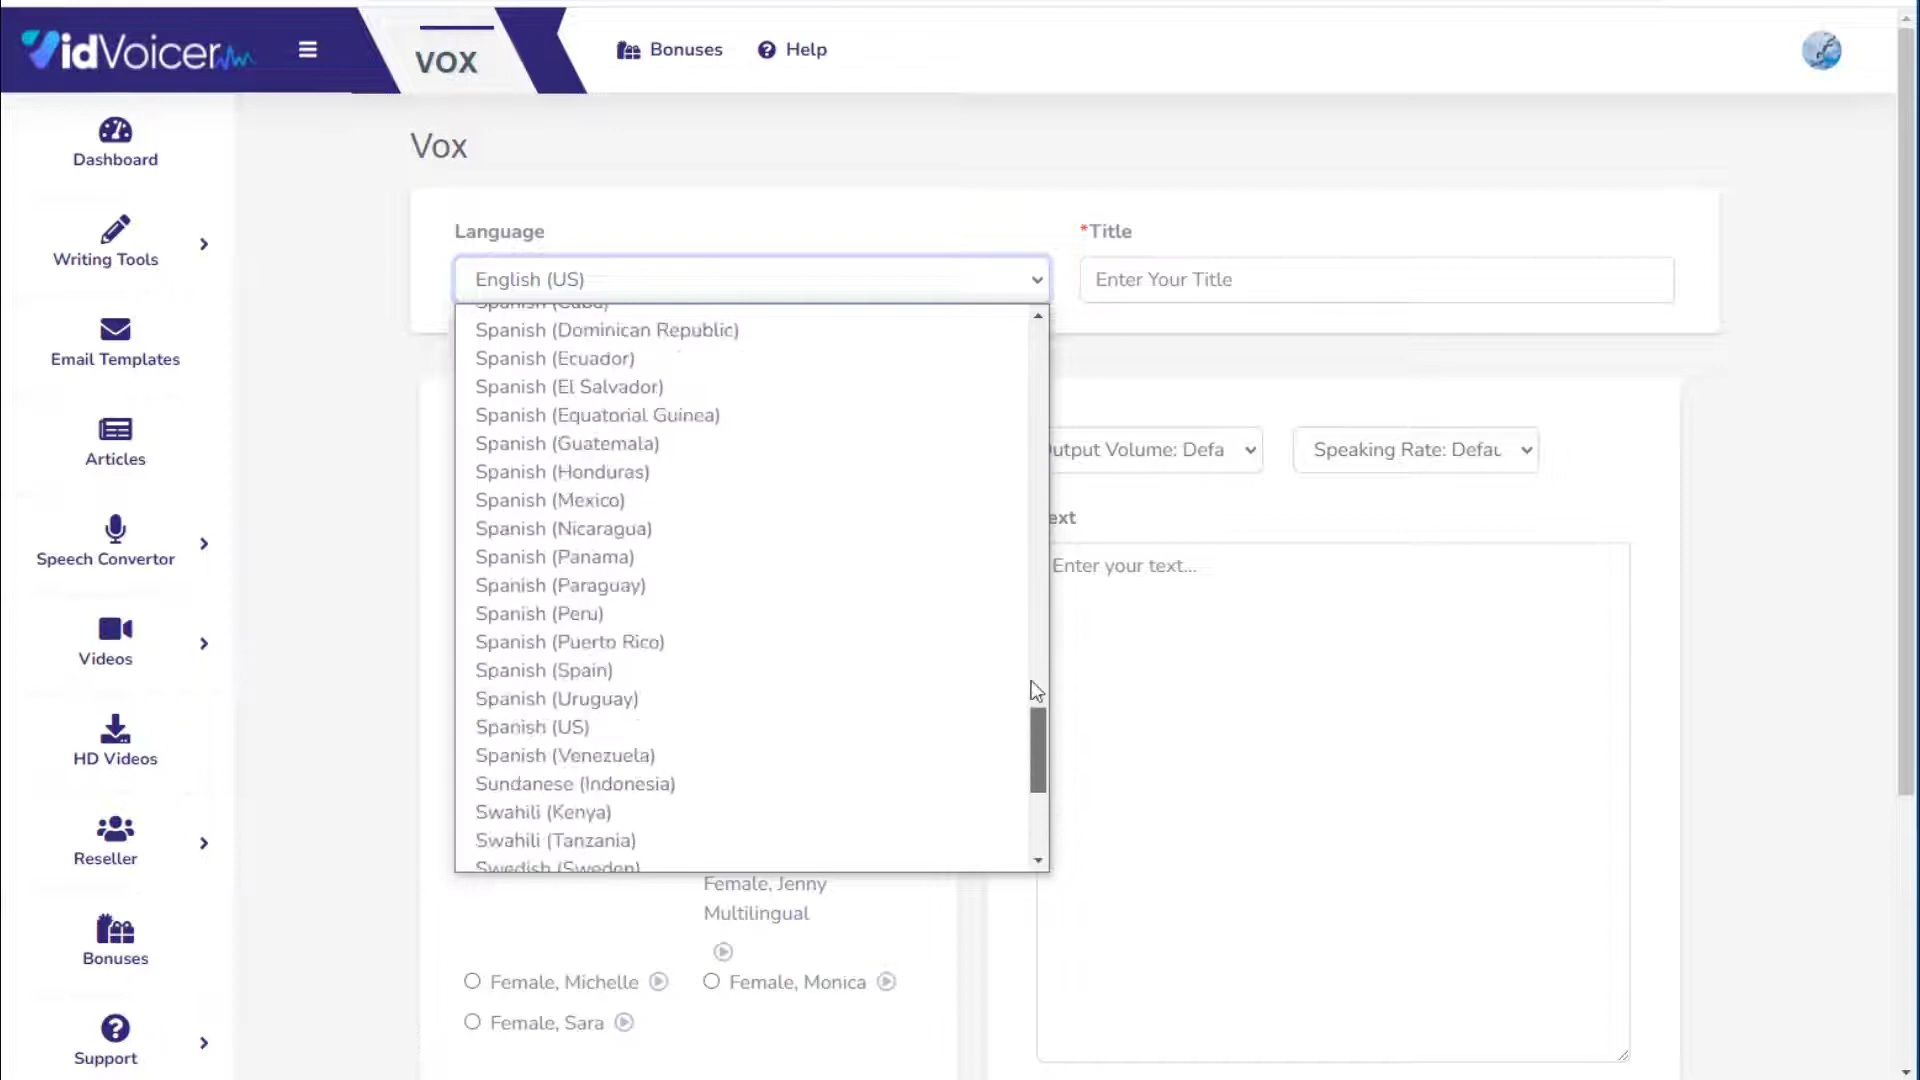 VidVoicer
VOX
Bonuses
Help
Dashboard
Writing Tools
Email Templates
Articles
Speech Convertor
Videos
HD Videos
Reseller
Bonuses
Support
Vox
Language
*Title
English (US)
Enter Your Title
Spanish (Cuba)
Spanish (Dominican Republic)
Spanish (Ecuador)
Spanish (El Salvador)
Spanish (Equatorial Guinea)
Spanish (Guatemala)
Spanish (Honduras)
Spanish (Mexico)
Spanish (Nicaragua)
Spanish (Panama)
Spanish (Paraguay)
Spanish (Peru)
Spanish (Puerto Rico)
Spanish (Spain)
Spanish (Uruguay)
Spanish (US)
Spanish (Venezuela)
Sundanese (Indonesia)
Swahili (Kenya)
Swahili (Tanzania)
Swedish (Sweden)
utput Volume: Defa
Speaking Rate: Defau
ext
Enter your text...
Female, Jenny
Multilingual
Female, Michelle
Female, Monica
Female, Sara